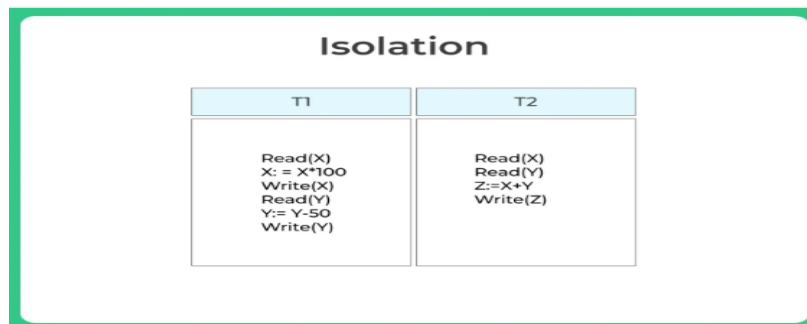 Isolation
T1
T2
Read(X)
X: = X*100
Write(X)
Read(Y)
Y:= Y-50
Write(Y)
Read(X)
Read(Y)
Z:=X+Y
Write(Z)